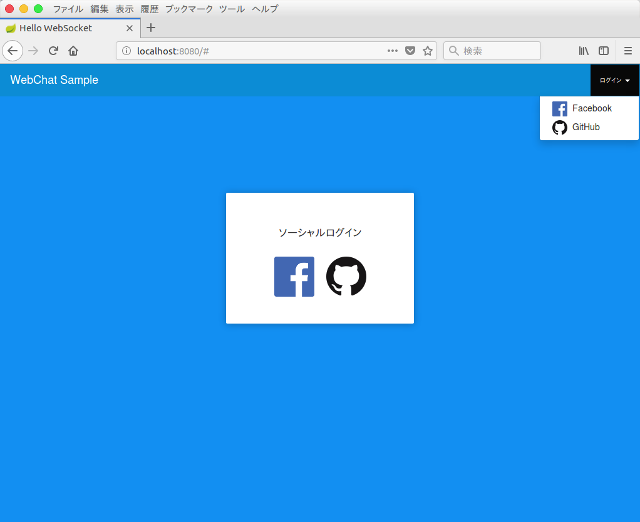 ファイル 編集 表示 履歴 ブックマーク ツール ヘルプ
Hello WebSocket
localhost:8080/#
検索
WebChat Sample
ログイン
Facebook
GitHub
ソーシャルログイン